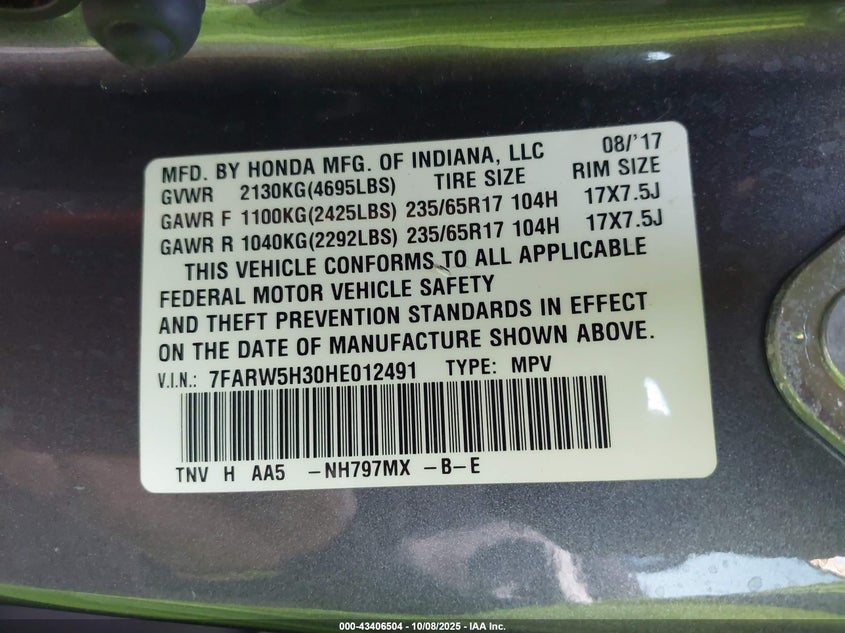 MFD. BY HONDA MFG. OF INDIANA, LLC 08/'17
GVWR 2130KG(4695LBS) TIRE SIZE RIM SIZE
GAWR F 1100KG(2425LBS) 235/65R17 104H 17X7.5J
GAWR R 1040KG(2292LBS) 235/65R17 104H 17X7.5J
THIS VEHICLE CONFORMS TO ALL APPLICABLE
FEDERAL MOTOR VEHICLE SAFETY
AND THEFT PREVENTION STANDARDS IN EFFECT
ON THE DATE OF MANUFACTURE SHOWN ABOVE.
V.I.N.: 7FARW5H30HE012491 TYPE: MPV
TNV H AA5 -NH797MX -B-E
000-43406504 - 10/08/2025 - IAA Inc.